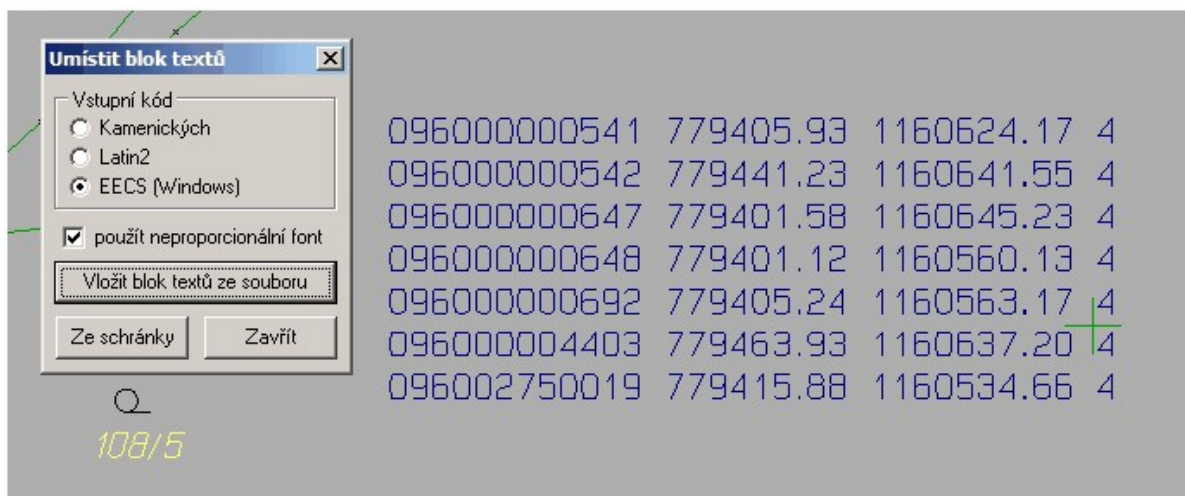 Umístit blok textů
Vstupní kód
Kamenických
Latin2
EECS (Windows)
použít neproporcionální font
Vložit blok textů ze souboru
Ze schránky
Zavřít
096000000541 779405.93 1160624.17 4
096000000542 779441.23 1160641.55 4
096000000647 779401.58 1160645.23 4
096000000648 779401.12 1160560.13 4
096000000692 779405.24 1160563.17 4
096000004403 779463.93 1160637.20 4
096002750019 779415.88 1160534.66 4
108/5